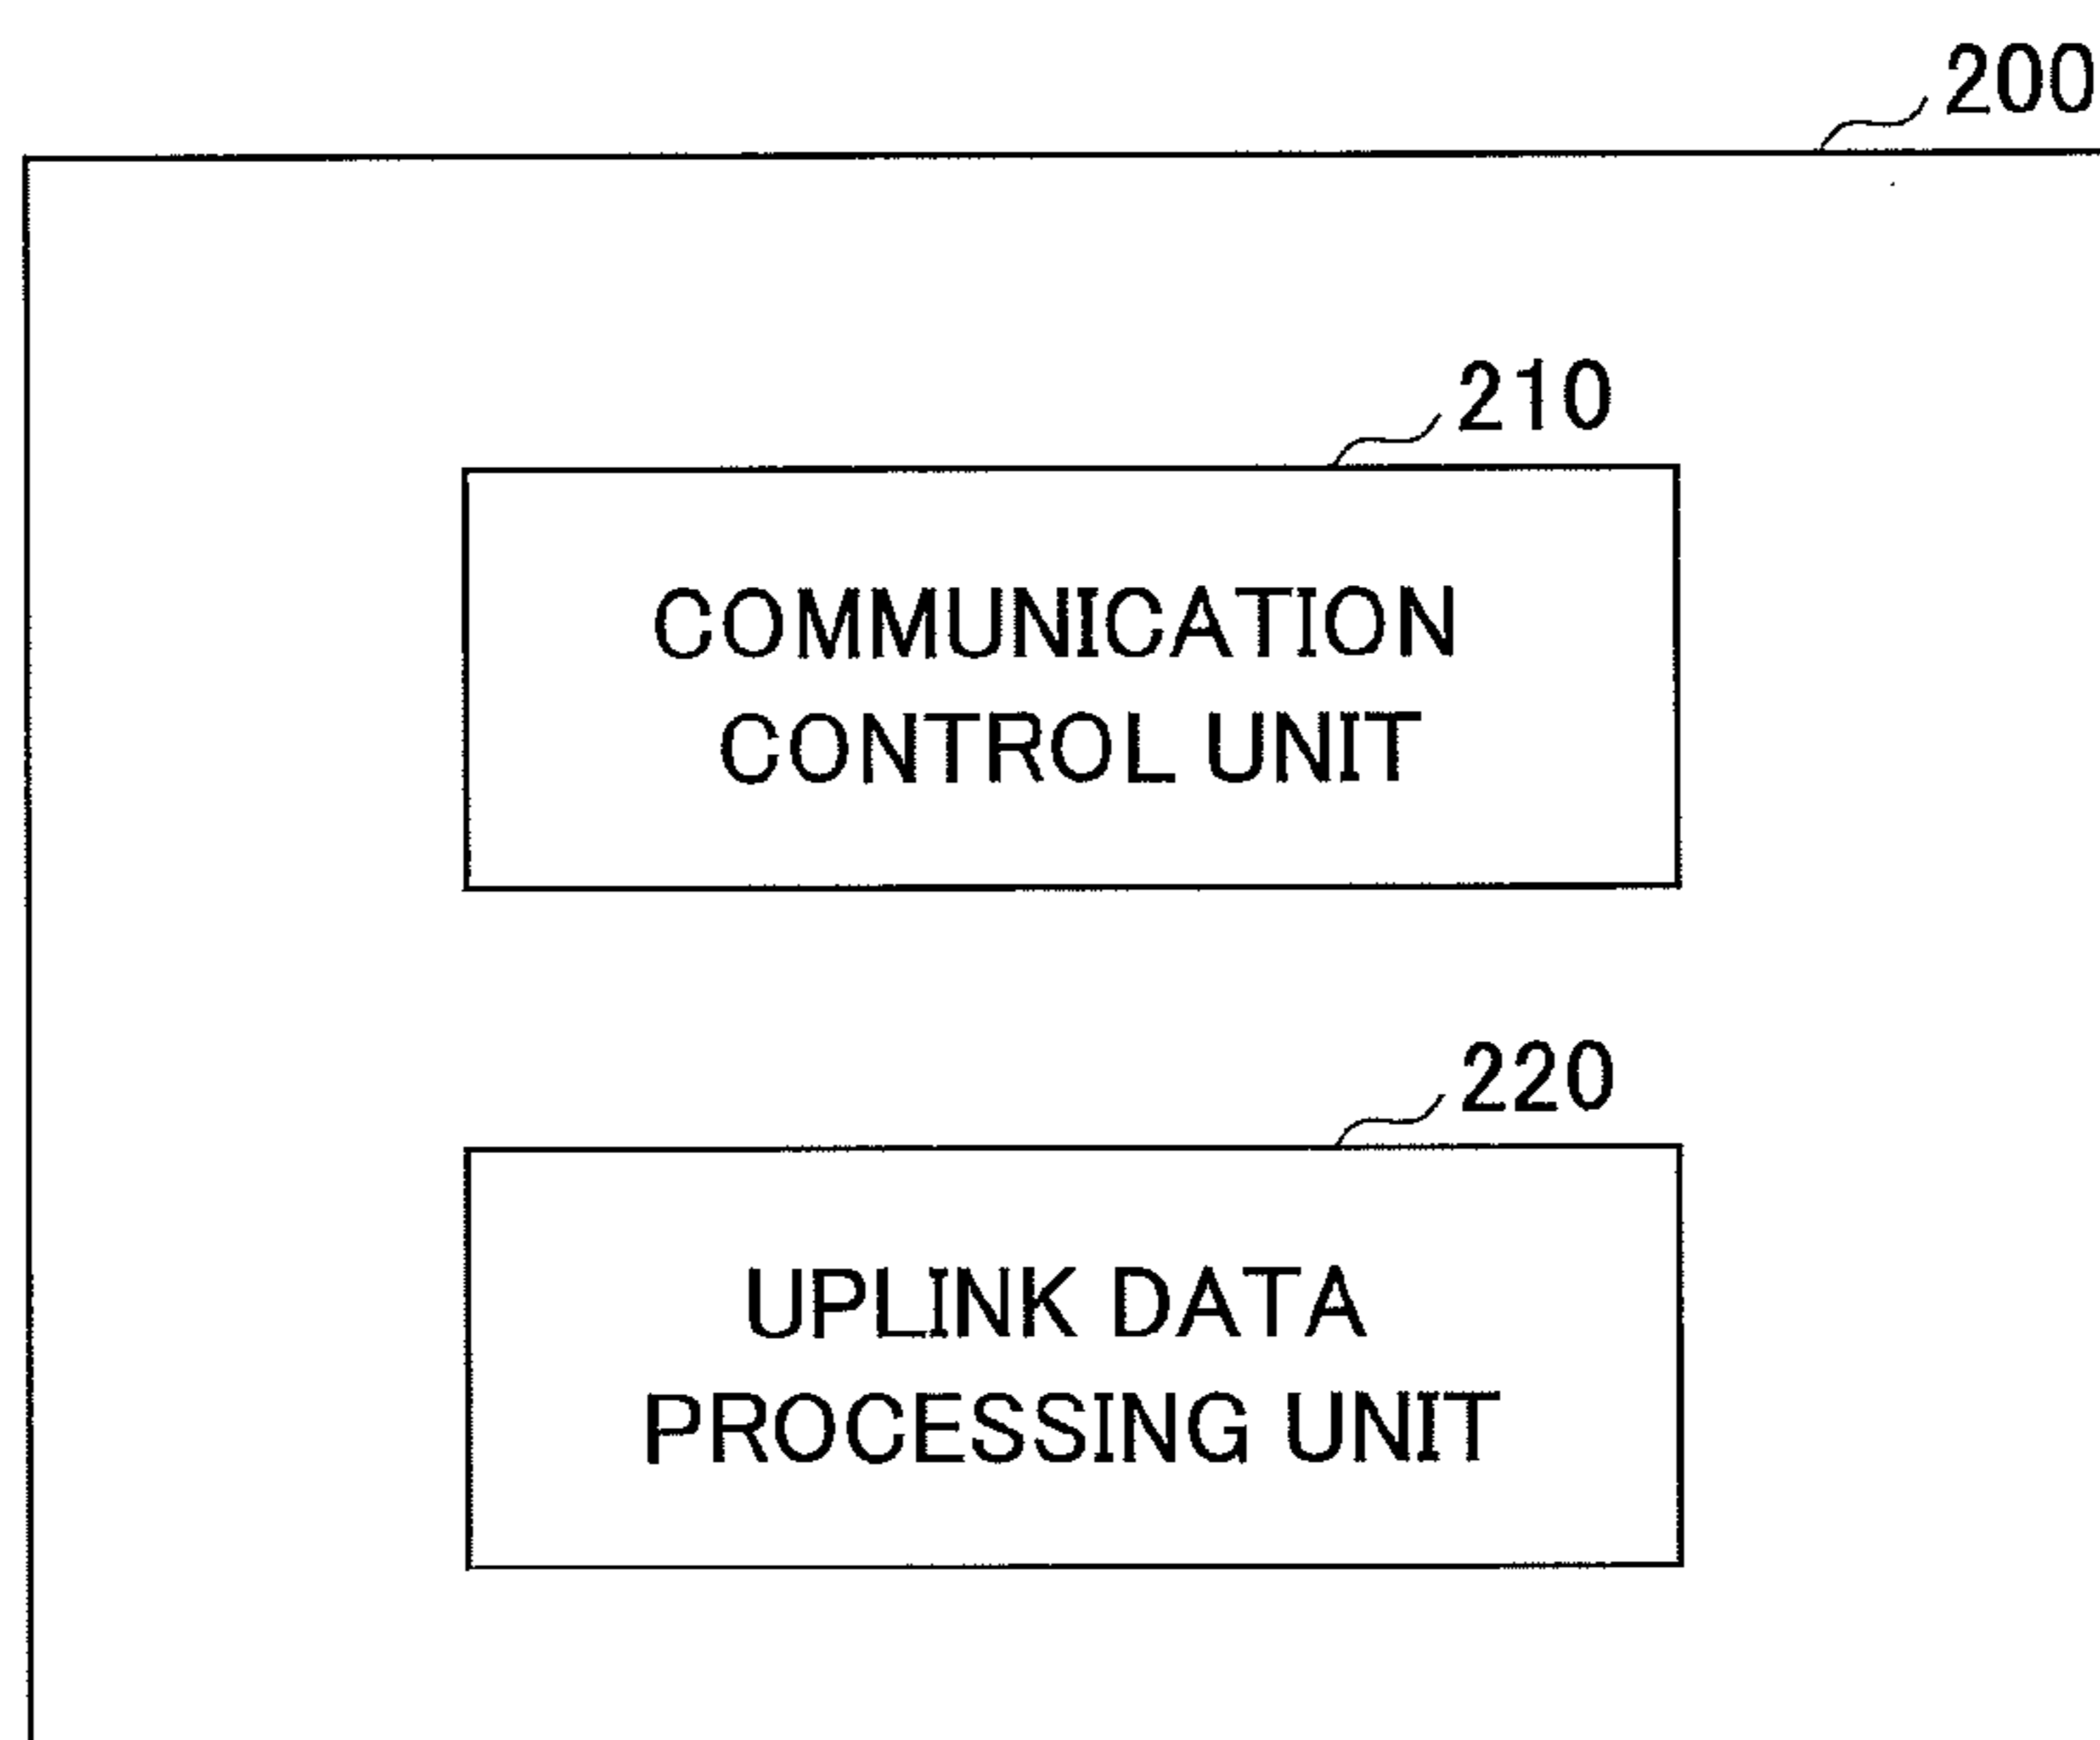 200
210
COMMUNICATION
CONTROL UNIT
220
UPLINK DATA
PROCESSING UNIT